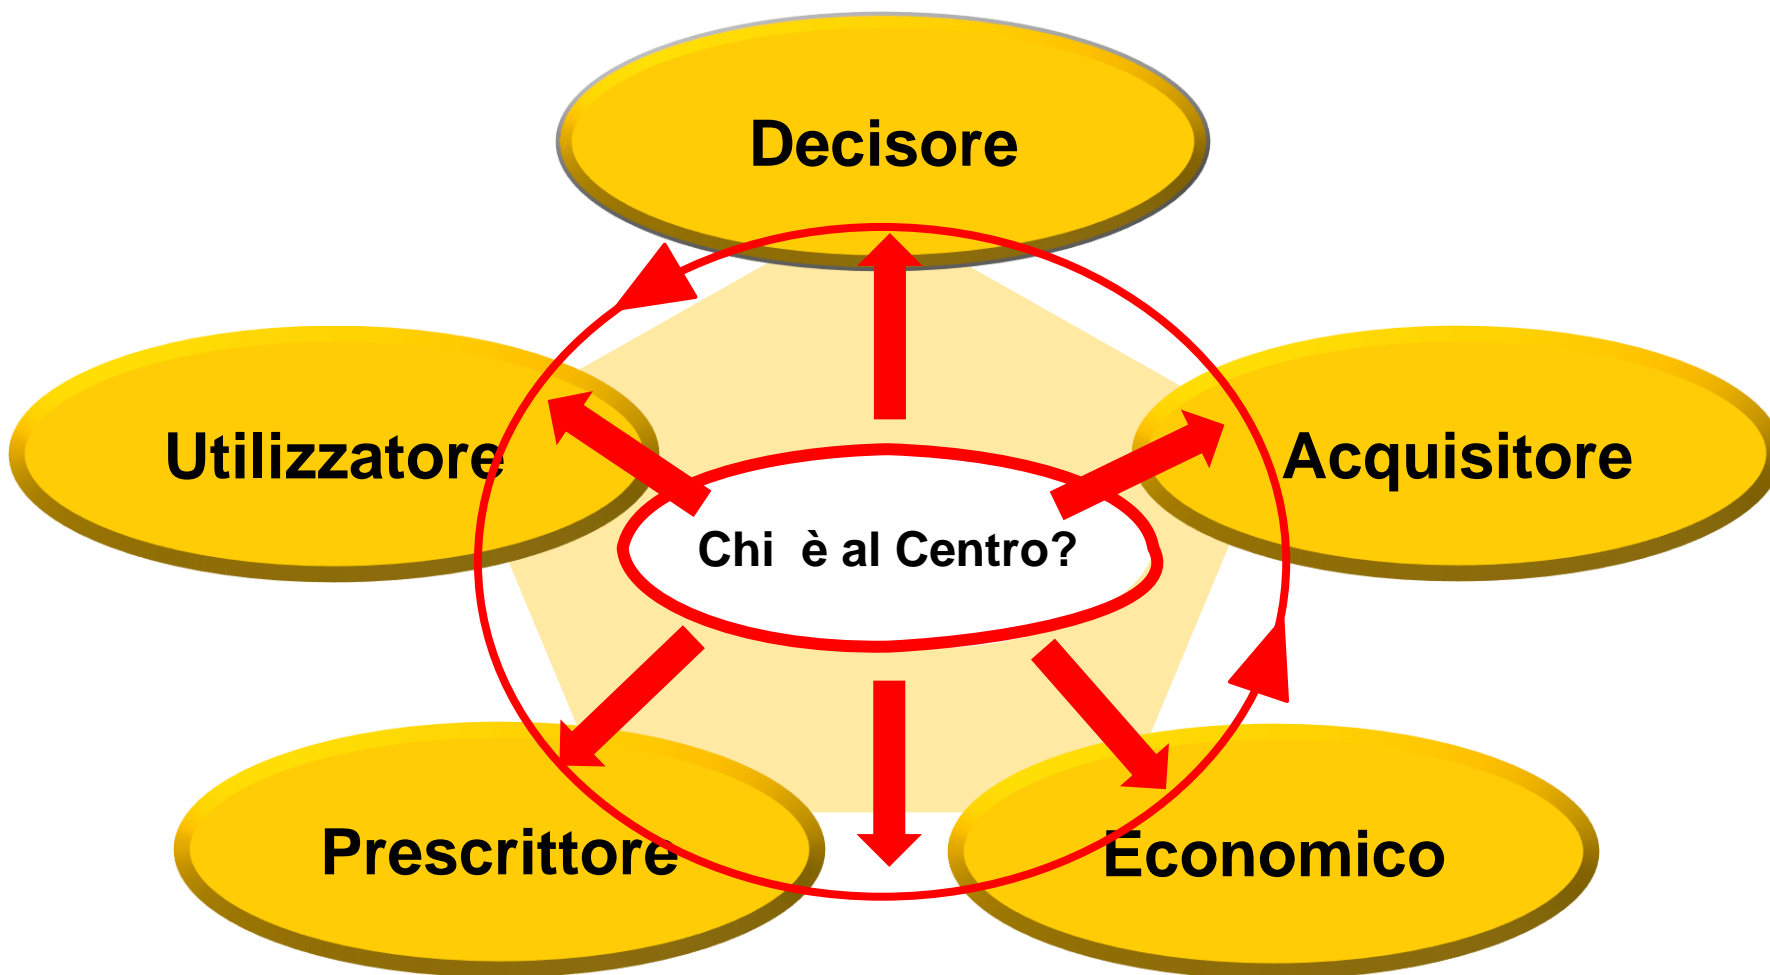 Decisore
Utilizzatore
Acquisitore
Chi è al Centro?
Prescrittore
Economico